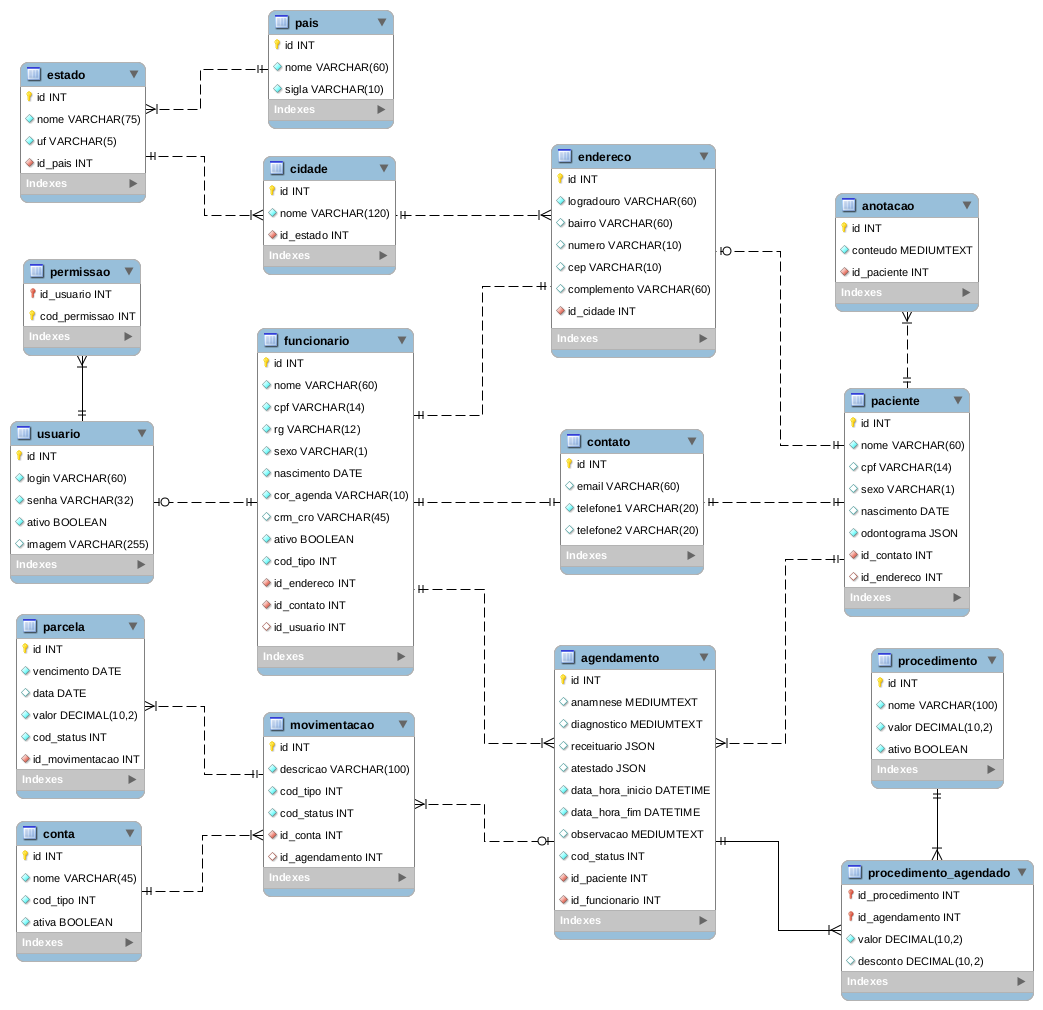 pais
id INT
nome VARCHAR(60)
sigla VARCHAR(10)
Indexes
estado
id INT
nome VARCHAR(75)
uf VARCHAR(5)
id_pais INT
Indexes
cidade
id INT
nome VARCHAR(120)
id_estado INT
Indexes
endereco
id INT
logradouro VARCHAR(60)
bairro VARCHAR(60)
numero VARCHAR(10)
cep VARCHAR(10)
complemento VARCHAR(60)
id_cidade INT
Indexes
anotacao
id INT
conteudo MEDIUMTEXT
id_paciente INT
Indexes
permissao
id_usuario INT
cod_permissao INT
Indexes
funcionario
id INT
nome VARCHAR(60)
cpf VARCHAR(14)
rg VARCHAR(12)
sexo VARCHAR(1)
nascimento DATE
cor_agenda VARCHAR(10)
crm_cro VARCHAR(45)
ativo BOOLEAN
cod_tipo INT
id_endereco INT
id_contato INT
id_usuario INT
Indexes
usuario
id INT
login VARCHAR(60)
senha VARCHAR(32)
ativo BOOLEAN
imagem VARCHAR(255)
Indexes
contato
id INT
email VARCHAR(60)
telefone1 VARCHAR(20)
telefone2 VARCHAR(20)
Indexes
paciente
id INT
nome VARCHAR(60)
cpf VARCHAR(14)
sexo VARCHAR(1)
nascimento DATE
odontograma JSON
id_contato INT
id_endereco INT
Indexes
parcela
id INT
vencimento DATE
data DATE
valor DECIMAL(10,2)
cod_status INT
id_movimentacao INT
Indexes
movimentacao
id INT
descricao VARCHAR(100)
cod_tipo INT
cod_status INT
id_conta INT
id_agendamento INT
Indexes
agendamento
id INT
anamnese MEDIUMTEXT
diagnostico MEDIUMTEXT
receituario JSON
atestado JSON
data_hora_inicio DATETIME
data_hora_fim DATETIME
observacao MEDIUMTEXT
cod_status INT
id_paciente INT
id_funcionario INT
Indexes
procedimento
id INT
nome VARCHAR(100)
valor DECIMAL(10,2)
ativo BOOLEAN
Indexes
conta
id INT
nome VARCHAR(45)
cod_tipo INT
ativa BOOLEAN
Indexes
procedimento_agendado
id_procedimento INT
id_agendamento INT
valor DECIMAL(10,2)
desconto DECIMAL(10,2)
Indexes